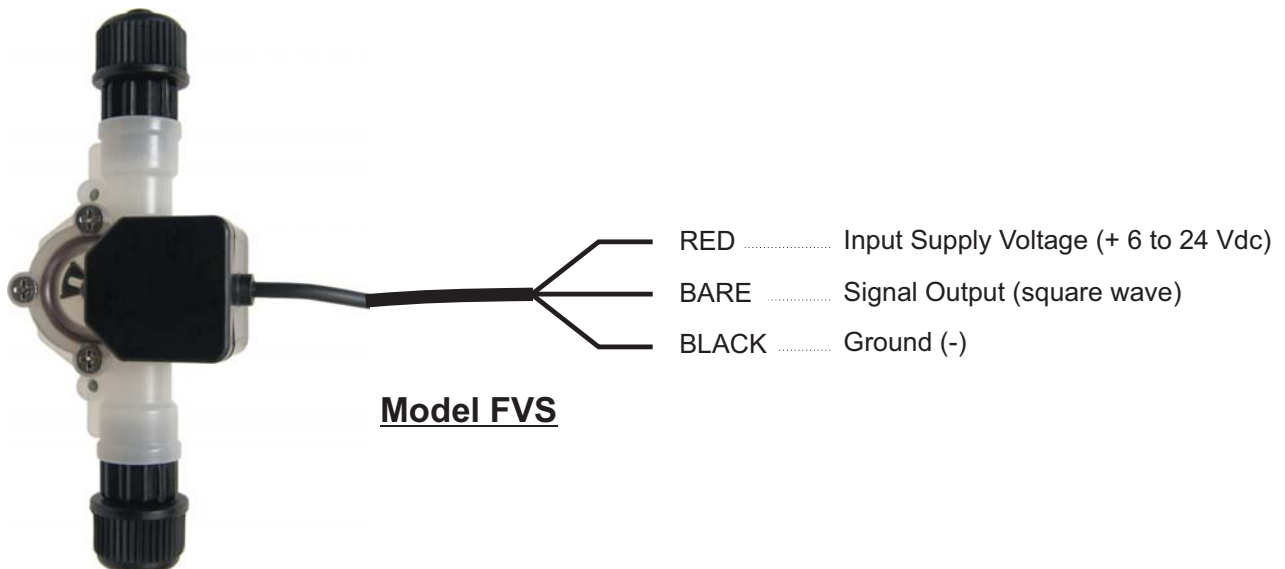 RED ........ Input Supply Voltage (+ 6 to 24 Vdc)
BARE ........ Signal Output (square wave)
BLACK ........ Ground (-)
Model FVS